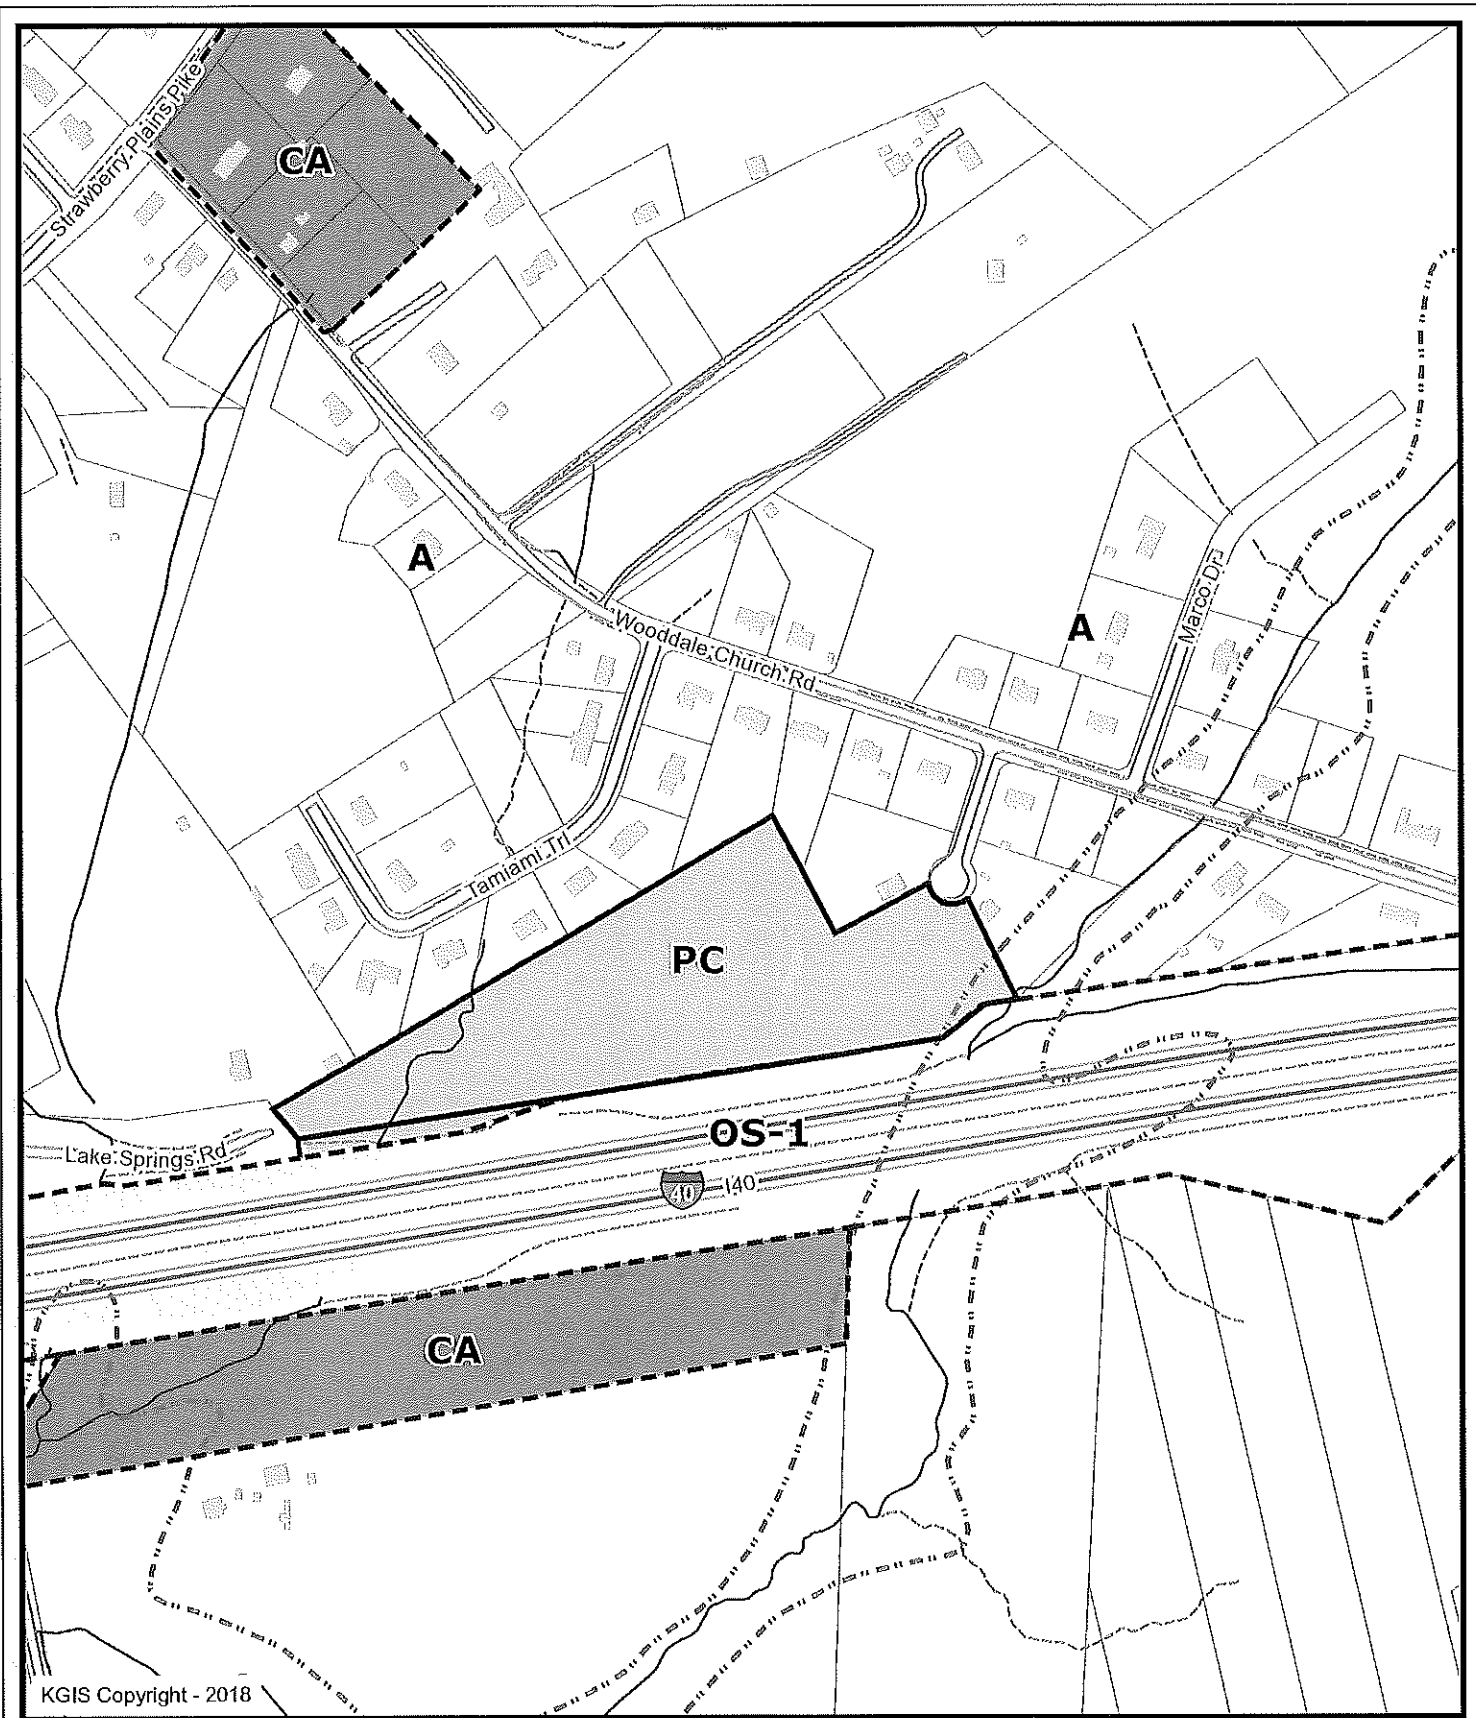 Strawberry Plains Pike
CA
A
Wooddale Church Rd
A
Marco Dr
Tamiami Trl
PC
OS-1
Lake Springs Rd
40
I40
CA
KGIS Copyright - 2018